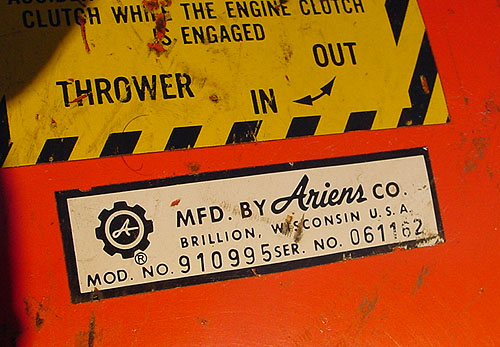 CLUTCH WHILE THE ENGINE CLUTCH
IS ENGAGED
THROWER IN OUT
A
®
MFD. BY Ariens CO.
BRILLION, WISCONSIN U.S.A.
MOD. NO. 910995 SER. NO. 061162